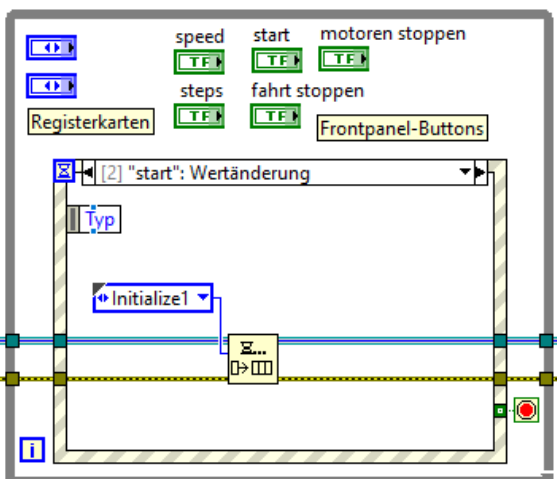 speed start motoren stoppen
TF TF TF
steps fahrt stoppen
TF TF
Registerkarten
Frontpanel-Buttons
[2] "start": Wertänderung
Typ
Initialize1
i